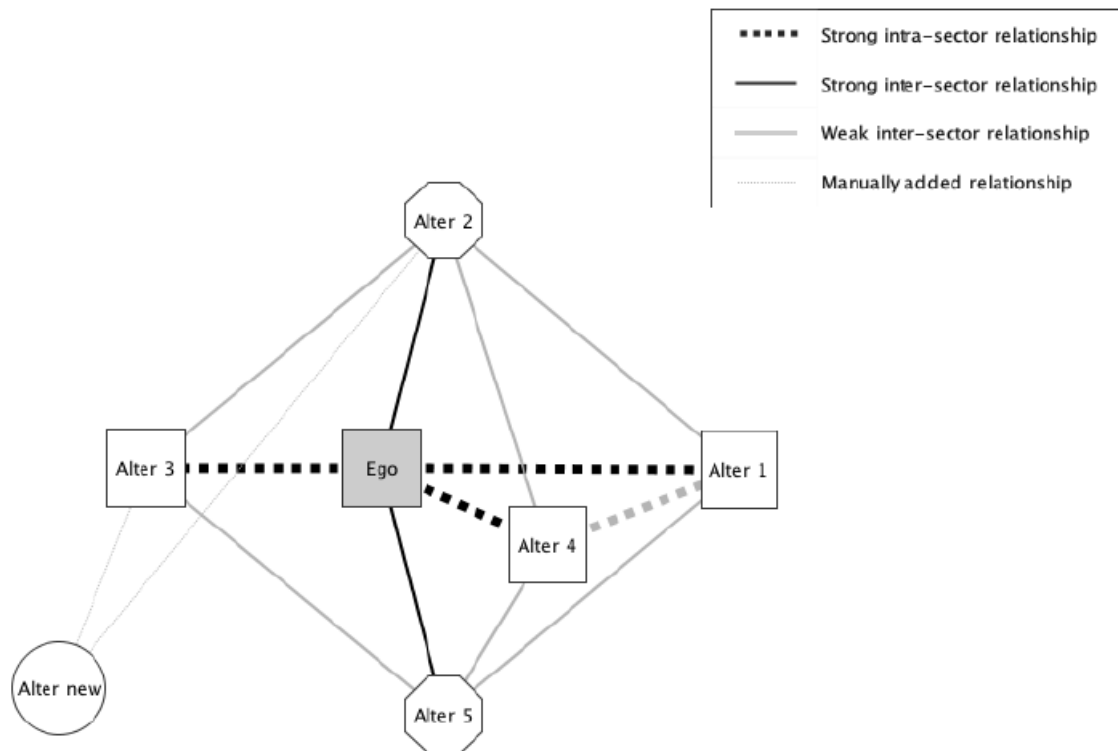 Strong intra-sector relationship
Strong inter-sector relationship
Weak inter-sector relationship
Manually added relationship
Alter 2
Alter 3
Ego
Alter 1
Alter 4
Alter new
Alter 5